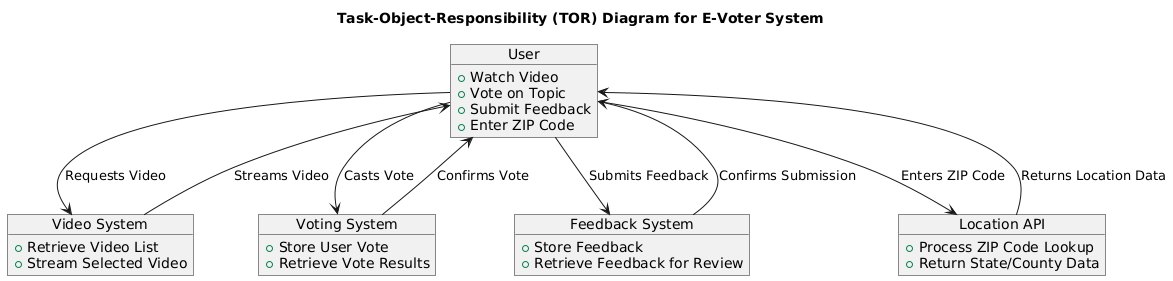 Task-Object-Responsibility (TOR) Diagram for E-Voter System
User
Watch Video
Vote on Topic
Submit Feedback
Enter ZIP Code
Requests Video
Streams Video
Casts Vote
Confirms Vote
Submits Feedback
Confirms Submission
Enters ZIP Code
Returns Location Data
Video System
Retrieve Video List
Stream Selected Video
Voting System
Store User Vote
Retrieve Vote Results
Feedback System
Store Feedback
Retrieve Feedback for Review
Location API
Process ZIP Code Lookup
Return State/County Data